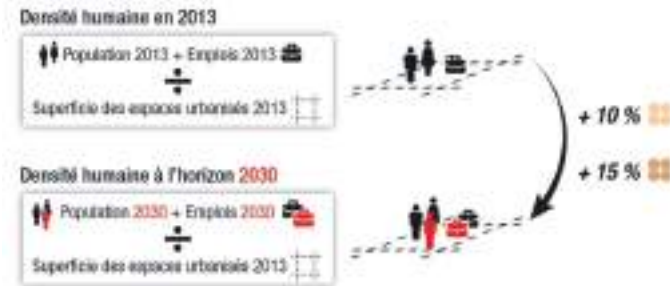 Densité humaine en 2013
Population 2013 + Emplois 2013
÷
Superficie des espaces urbanisés 2013
+ 10 %
+ 15 %
Densité humaine à l'horizon 2030
Population 2030 + Emplois 2030
÷
Superficie des espaces urbanisés 2013